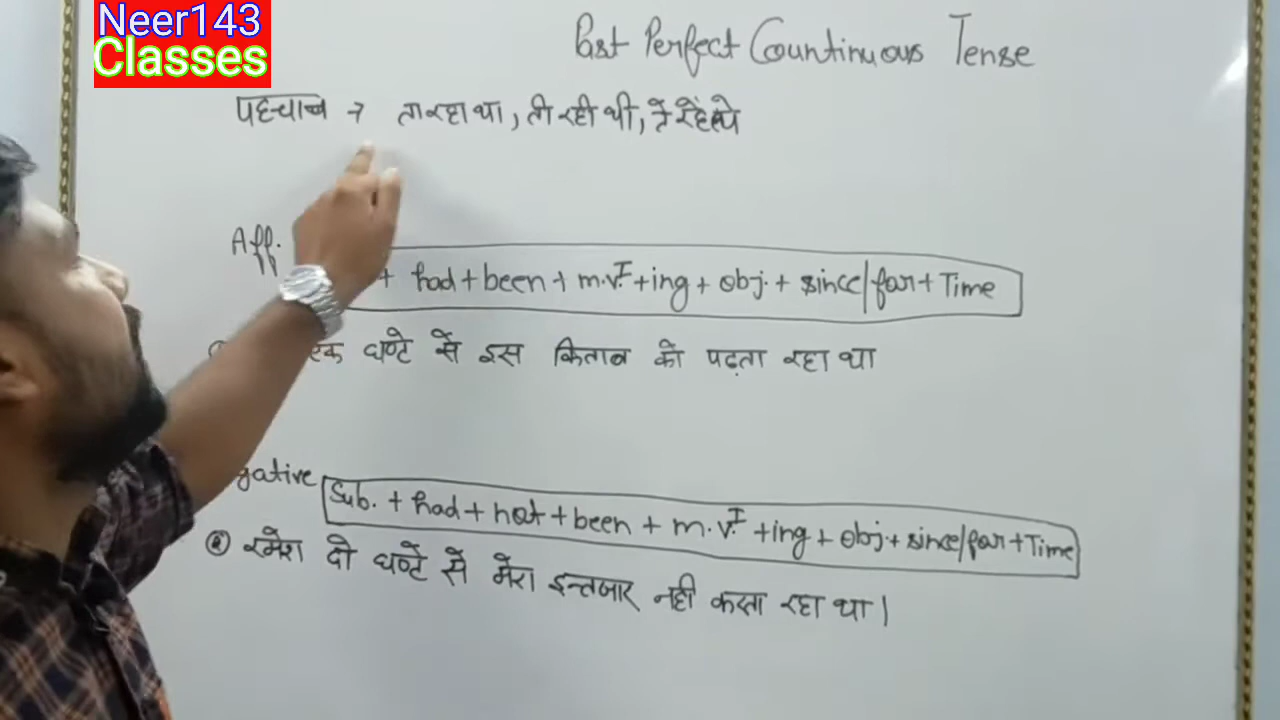 Neer143
Classes
Past Perfect Countinuous Tense
पहचान → ता रहा था, ती रही थी, ते रहे थे
Aff.
+ had + been + m.v.I + ing + obj. + since/for + Time
एक घण्टे से इस किताब को पढ़ता रहा था
gative
Sub. + had + not + been + m.v.I + ing + obj + since/for + Time
② रमेश दो घण्टे से मेरा इन्तजार नही करता रहा था।